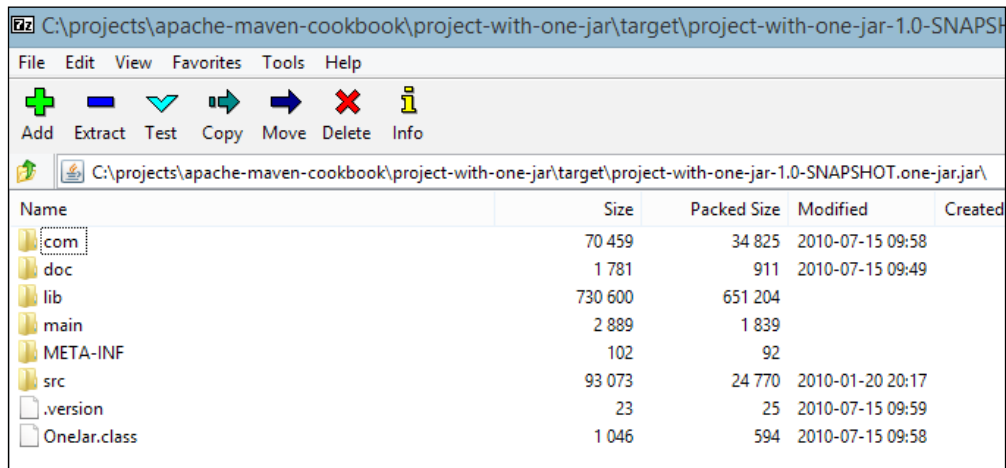 C:\projects\apache-maven-cookbook\project-with-one-jar\target\project-with-one-jar-1.0-SNAPSH
File Edit View Favorites Tools Help
Add Extract Test Copy Move Delete Info
C:\projects\apache-maven-cookbook\project-with-one-jar\target\project-with-one-jar-1.0-SNAPSHOT.one-jar.jar\
Name Size Packed Size Modified Created
com 70 459 34 825 2010-07-15 09:58
doc 1 781 911 2010-07-15 09:49
lib 730 600 651 204
main 2 889 1 839
META-INF 102 92
src 93 073 24 770 2010-01-20 20:17
.version 23 25 2010-07-15 09:59
OneJar.class 1 046 594 2010-07-15 09:58